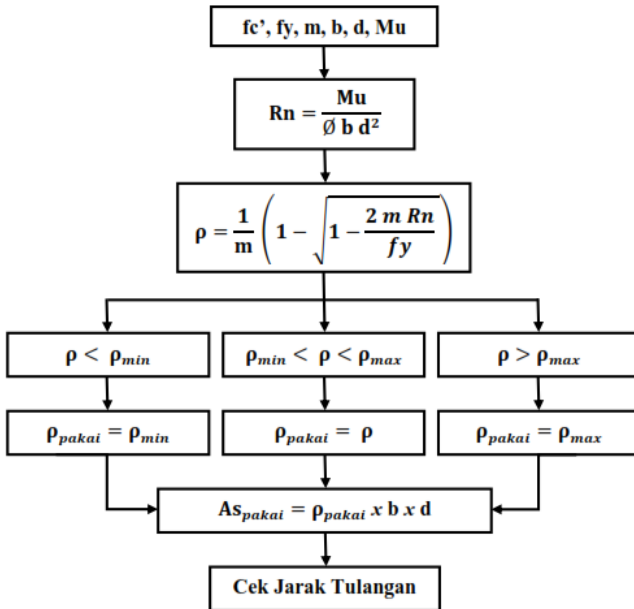 fc’, fy, m, b, d, Mu
Rn = Mu / Ø b d²
ρ = 1/m (1 − √(1 − 2 m Rn / fy))
ρ < ρmin
ρmin < ρ < ρmax
ρ > ρmax
ρpakai = ρmin
ρpakai = ρ
ρpakai = ρmax
Aspakai = ρpakai x b x d
Cek Jarak Tulangan